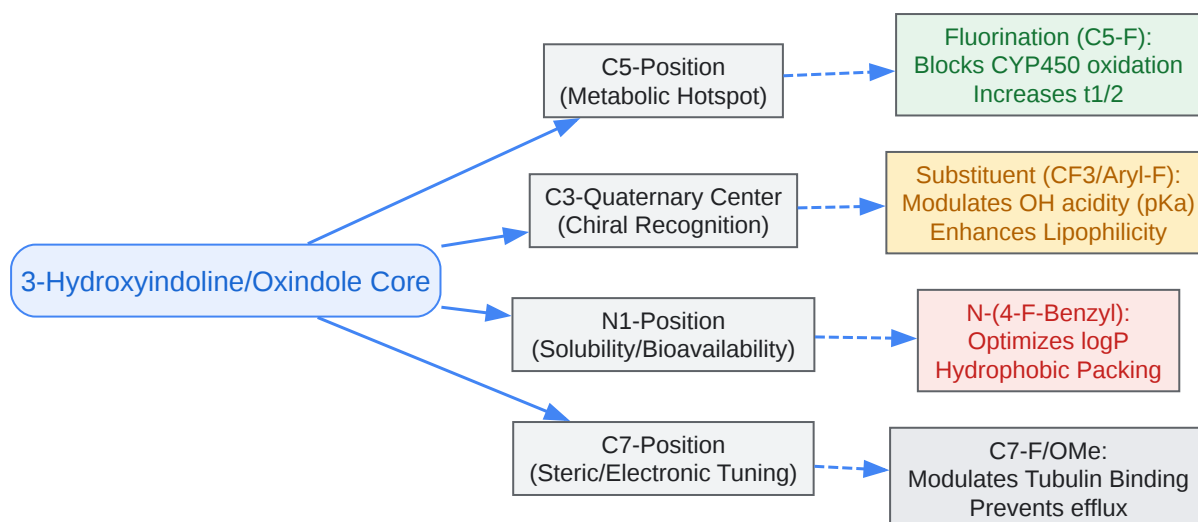 C5-Position
(Metabolic Hotspot)
Fluorination (C5-F):
Blocks CYP450 oxidation
Increases t1/2
C3-Quaternary Center
(Chiral Recognition)
Substituent (CF3/Aryl-F):
Modulates OH acidity (pKa)
Enhances Lipophilicity
3-Hydroxyindoline/Oxindole Core
N1-Position
(Solubility/Bioavailability)
N-(4-F-Benzyl):
Optimizes logP
Hydrophobic Packing
C7-Position
(Steric/Electronic Tuning)
C7-F/OMe:
Modulates Tubulin Binding
Prevents efflux